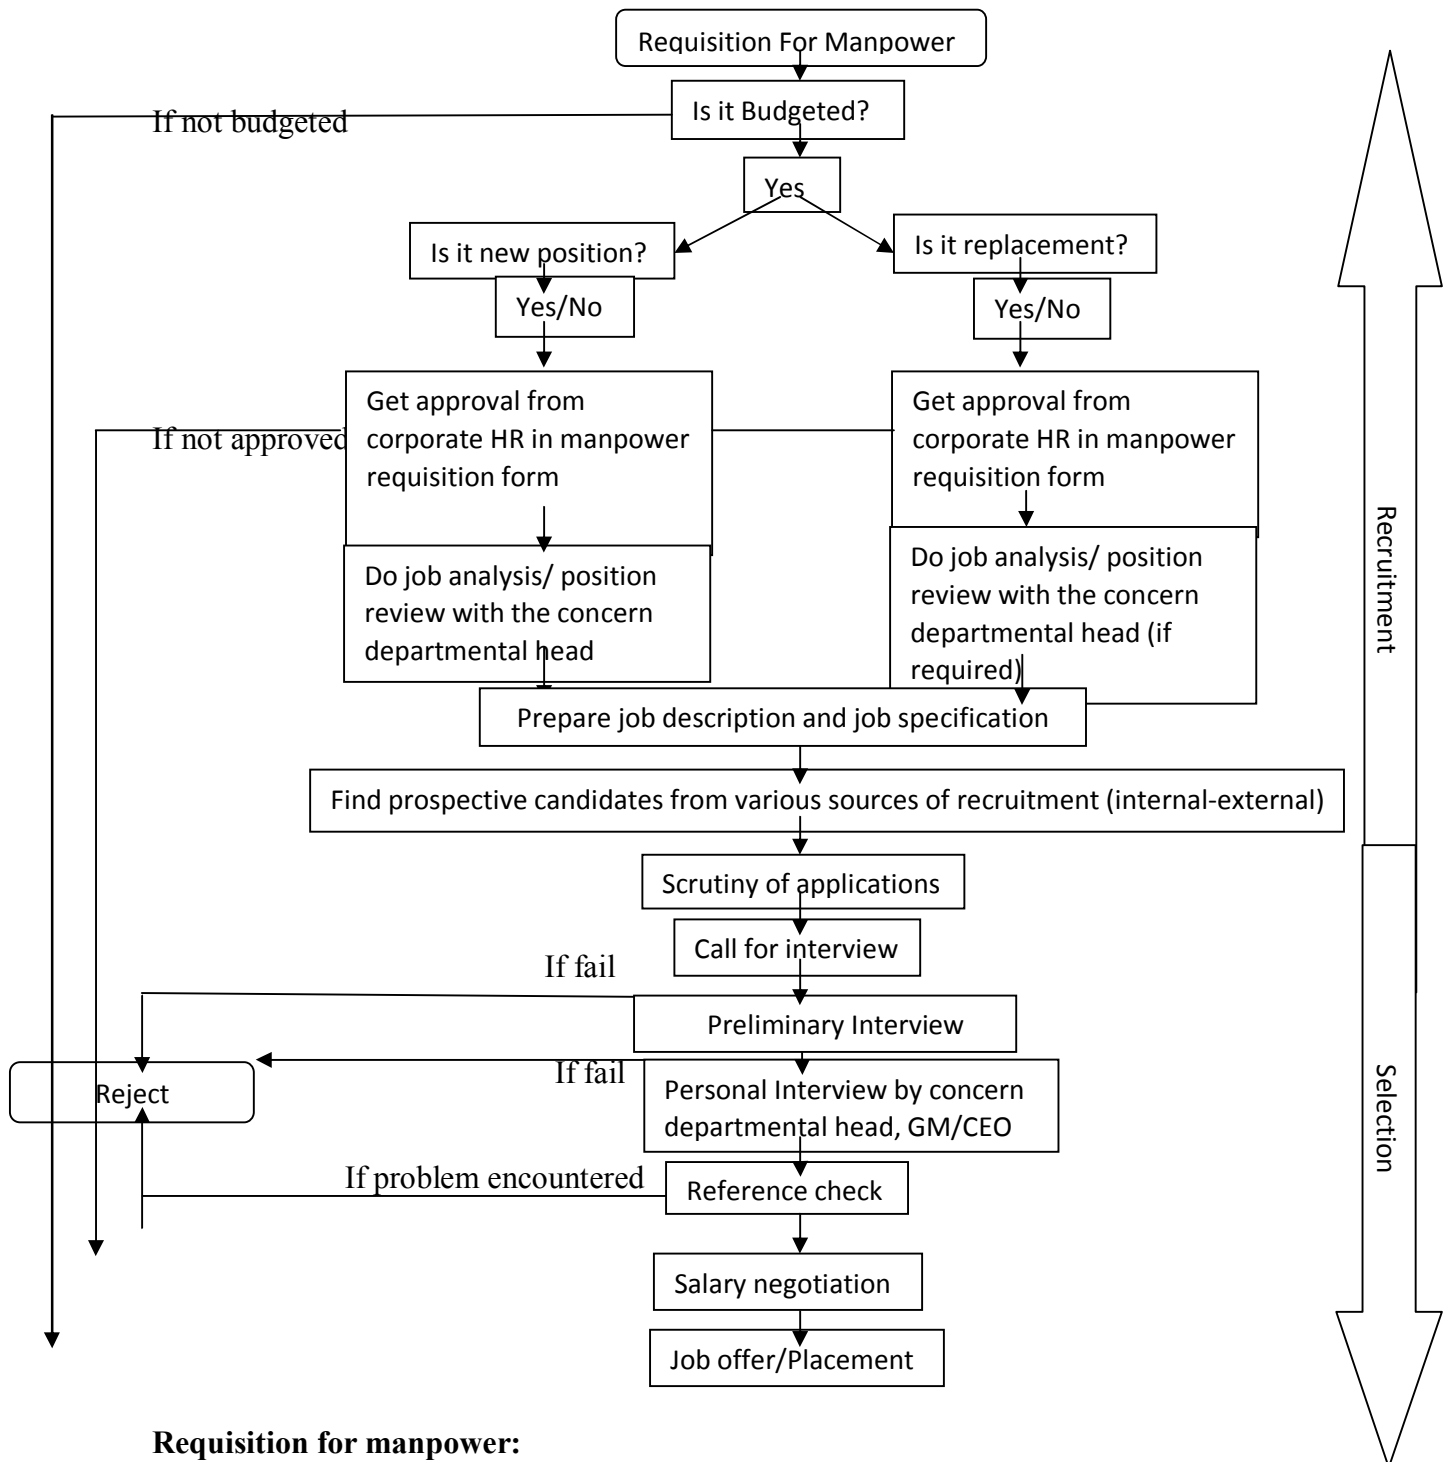 Requisition For Manpower
Is it Budgeted?
If not budgeted
Yes
Is it new position?
Is it replacement?
Yes/No
Yes/No
Get approval from
corporate HR in manpower
requisition form
Get approval from
corporate HR in manpower
requisition form
If not approved
Do job analysis/ position
review with the concern
departmental head
Do job analysis/ position
review with the concern
departmental head (if
required)
Recruitment
Prepare job description and job specification
Find prospective candidates from various sources of recruitment (internal-external)
Scrutiny of applications
Call for interview
If fail
Preliminary Interview
If fail
Reject
Personal Interview by concern
departmental head, GM/CEO
Selection
If problem encountered
Reference check
Salary negotiation
Job offer/Placement
Requisition for manpower: